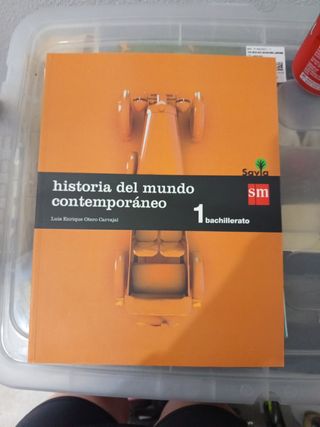 Savia
historia del mundo
contemporáneo
sm
Luis Enrique Otero Carvajal
1 bachillerato